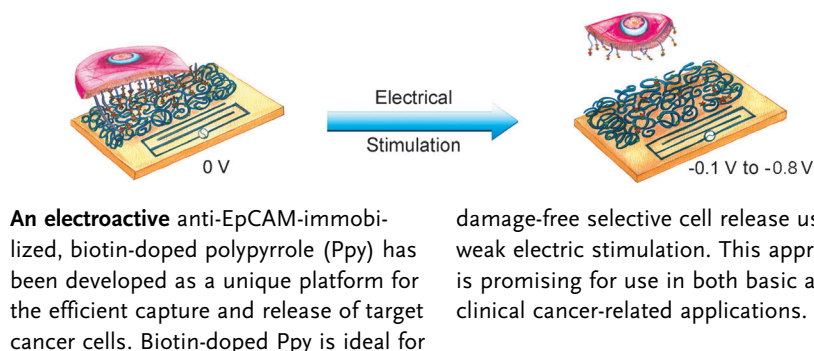 Electrical
Stimulation
0 V
-0.1 V to -0.8 V
An electroactive anti-EpCAM-immobi-
lized, biotin-doped polypyrrole (Ppy) has
been developed as a unique platform for
the efficient capture and release of target
cancer cells. Biotin-doped Ppy is ideal for
damage-free selective cell release
weak electric stimulation. This
is promising for use in both basic
clinical cancer-related applications.